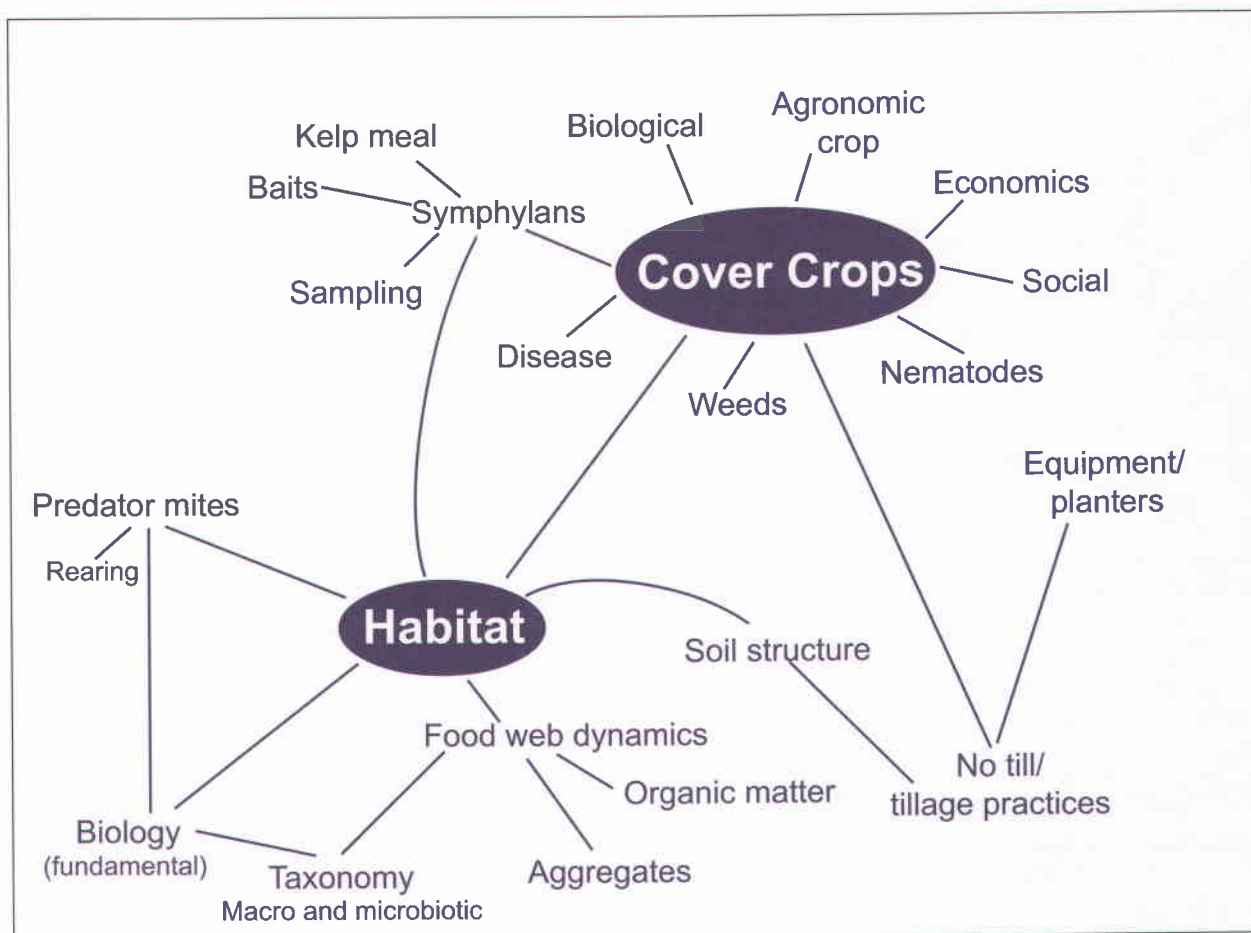 Kelp meal
Biological
Agronomic
crop
Baits
Symphylans
Economics
Sampling
Cover Crops
Social
Disease
Weeds
Nematodes
Predator mites
Rearing
Equipment/
planters
Habitat
Soil structure
Food web dynamics
Organic matter
No till/
tillage practices
Biology
(fundamental)
Taxonomy
Macro and microbiotic
Aggregates